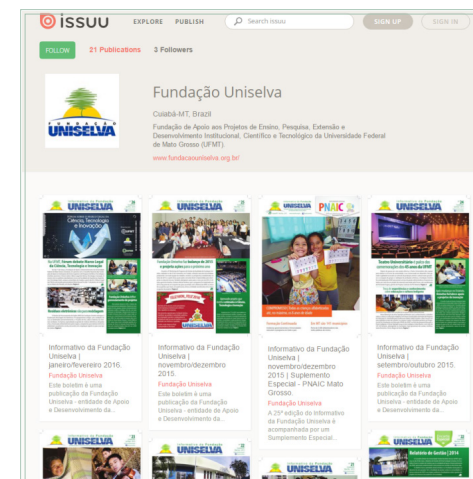 issuu EXPLORE PUBLISH Search issuu SIGN UP SIGN IN
FOLLOW 21 Publications 3 Followers
FUNDAÇÃO
UNISELVA
Fundação Uniselva
Cuiabá-MT, Brazil
Fundação de Apoio aos Projetos de Ensino, Pesquisa, Extensão e
Desenvolvimento Institucional, Científico e Tecnológico da Universidade Federal
de Mato Grosso (UFMT).
www.fundacaouniselva.org.br/
UNISELVA
Ciência, Tecnologia
e Inovação
UNISELVA
UNISELVA PNAIC
UNISELVA
Informativo da Fundação
Uniselva |
janeiro/fevereiro 2016.
Fundação Uniselva
Este boletim é uma
publicação da Fundação
Uniselva - entidade de Apoio
e Desenvolvimento da...
Informativo da Fundação
Uniselva |
novembro/dezembro
2015.
Fundação Uniselva
Este boletim é uma
publicação da Fundação
Uniselva - entidade de Apoio
e Desenvolvimento da...
Informativo da Fundação
Uniselva |
novembro/dezembro
2015 | Suplemento
Especial - PNAIC Mato
Grosso.
Fundação Uniselva
A 25ª edição do Informativo
da Fundação Uniselva é
acompanhada por um
Sumplemento Especial...
Informativo da Fundação
Uniselva |
setembro/outubro 2015.
Fundação Uniselva
Este boletim é uma
publicação da Fundação
Uniselva - entidade de Apoio
e Desenvolvimento da...
UNISELVA
UNISELVA
UNISELVA
UNISELVA
Relatório de Gestão | 2014